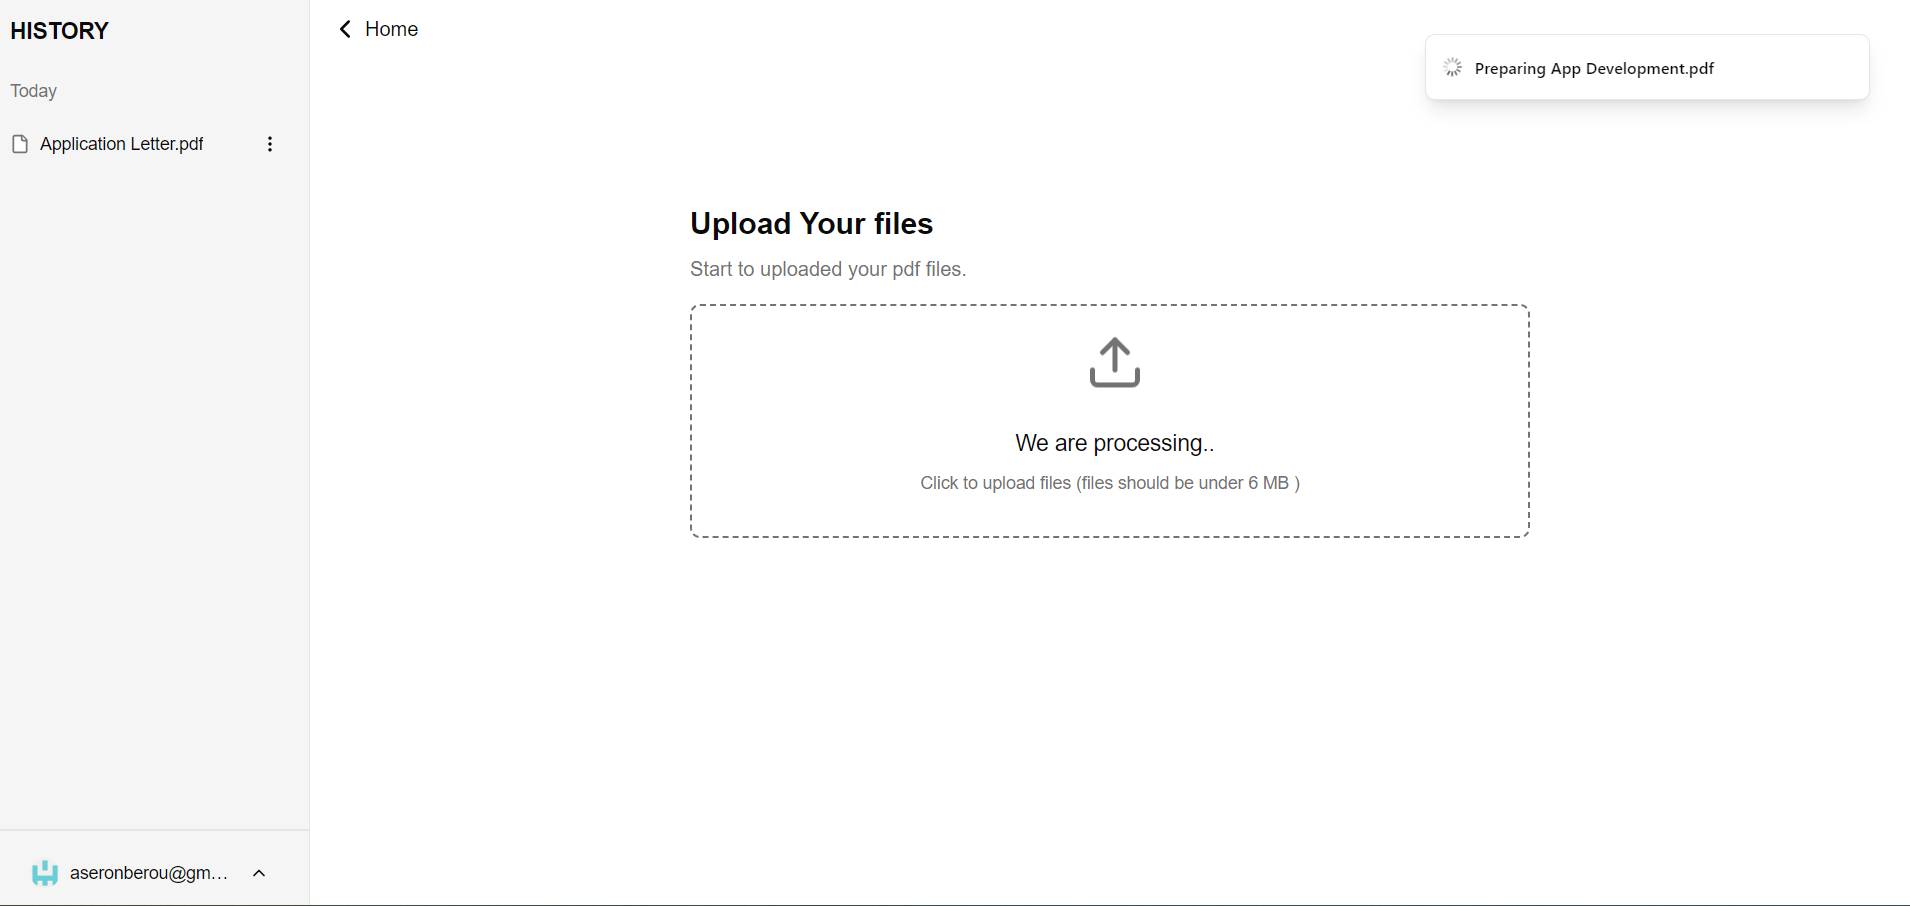 HISTORY
Today
Application Letter.pdf
aseronberou@gm...
Home
Preparing App Development.pdf
Upload Your files
Start to uploaded your pdf files.
We are processing..
Click to upload files (files should be under 6 MB )